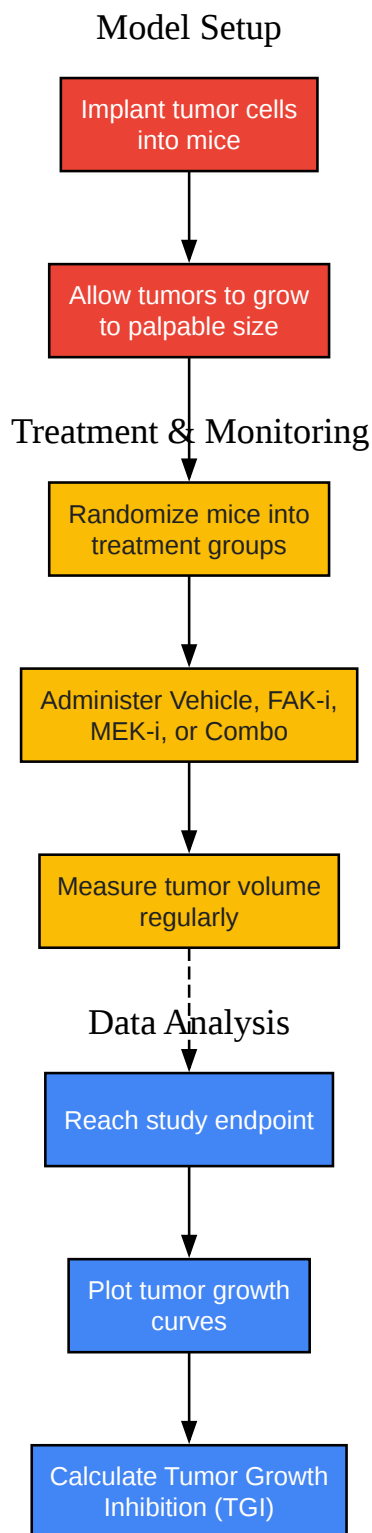 Model Setup
Implant tumor cells
into mice
Allow tumors to grow
to palpable size
Treatment & Monitoring
Randomize mice into
treatment groups
Administer Vehicle, FAK-i,
MEK-i, or Combo
Measure tumor volume
regularly
Data Analysis
Reach study endpoint
Plot tumor growth
curves
Calculate Tumor Growth
Inhibition (TGI)